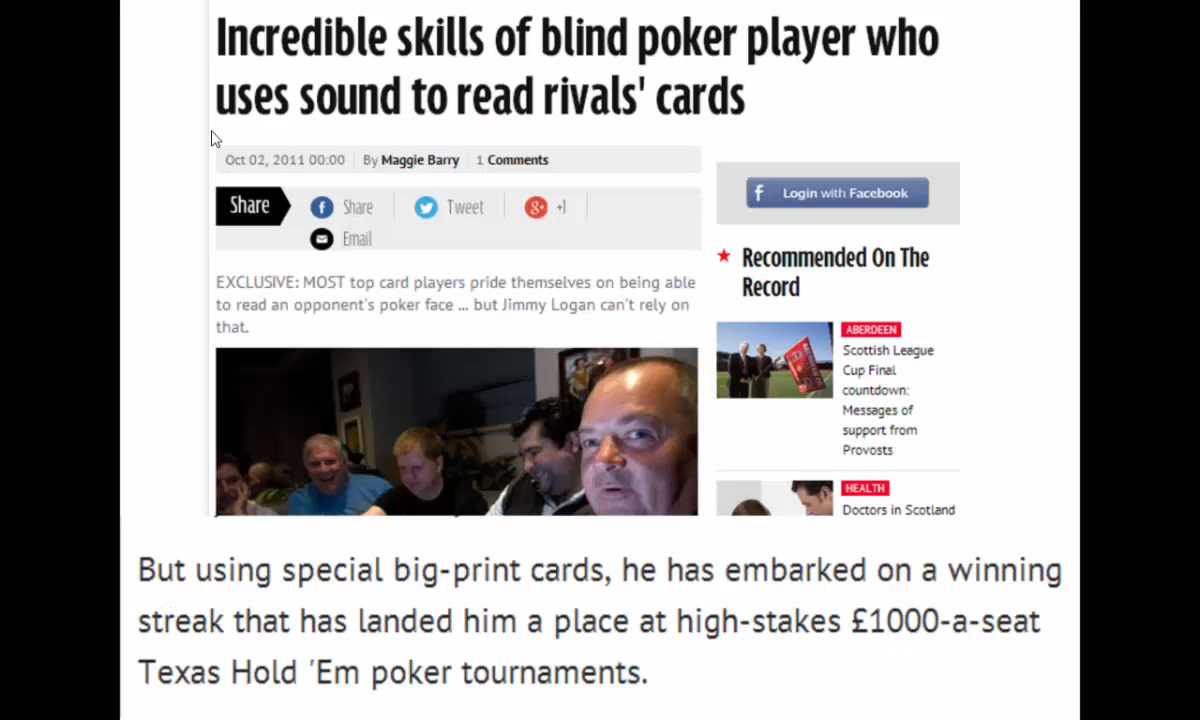 Incredible skills of blind poker player who
uses sound to read rivals' cards
Oct 02, 2011 00:00 By Maggie Barry 1 Comments
Share
Share
Tweet
+1
Email
Login with Facebook
EXCLUSIVE: MOST top card players pride themselves on being able
to read an opponent's poker face ... but Jimmy Logan can't rely on
that.
Recommended On The
Record
ABERDEEN
Scottish League
Cup Final
countdown:
Messages of
support from
Provosts
HEALTH
Doctors in Scotland
But using special big-print cards, he has embarked on a winning
streak that has landed him a place at high-stakes £1000-a-seat
Texas Hold 'Em poker tournaments.